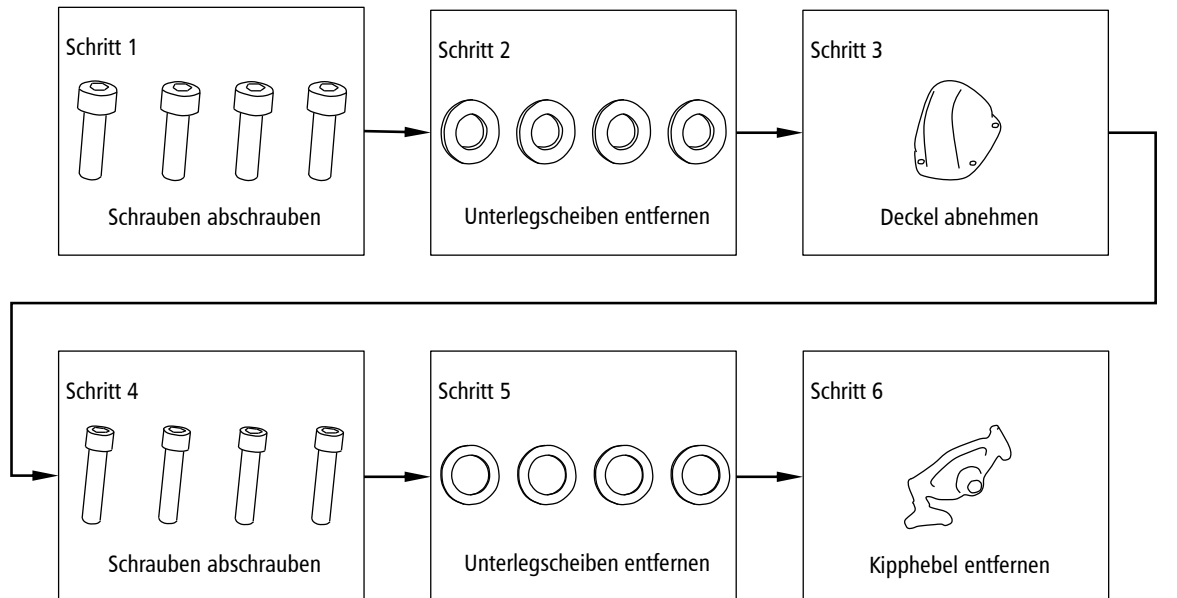 Schritt 1
Schrauben abschrauben
Schritt 2
Unterlegscheiben entfernen
Schritt 3
Deckel abnehmen
Schritt 4
Schrauben abschrauben
Schritt 5
Unterlegscheiben entfernen
Schritt 6
Kipphebel entfernen